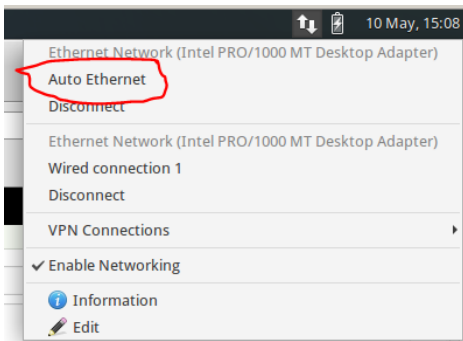 10 May, 15:08
Ethernet Network (Intel PRO/1000 MT Desktop Adapter)
Auto Ethernet
Disconnect
Ethernet Network (Intel PRO/1000 MT Desktop Adapter)
Wired connection 1
Disconnect
VPN Connections
Enable Networking
Information
Edit